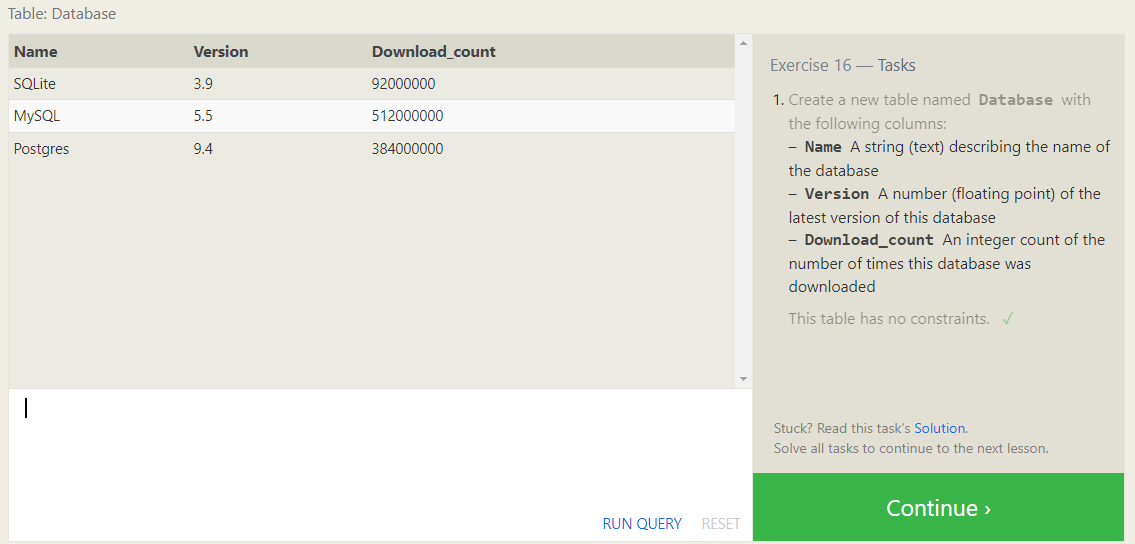 Table: Database
Name Version Download_count
SQLite 3.9 92000000
MySQL 5.5 512000000
Postgres 9.4 384000000
RUN QUERY RESET
Exercise 16 — Tasks
1. Create a new table named Database with
the following columns:
– Name A string (text) describing the name of
the database
– Version A number (floating point) of the
latest version of this database
– Download_count An integer count of the
number of times this database was
downloaded
This table has no constraints. ✓
Stuck? Read this task's Solution.
Solve all tasks to continue to the next lesson.
Continue ›